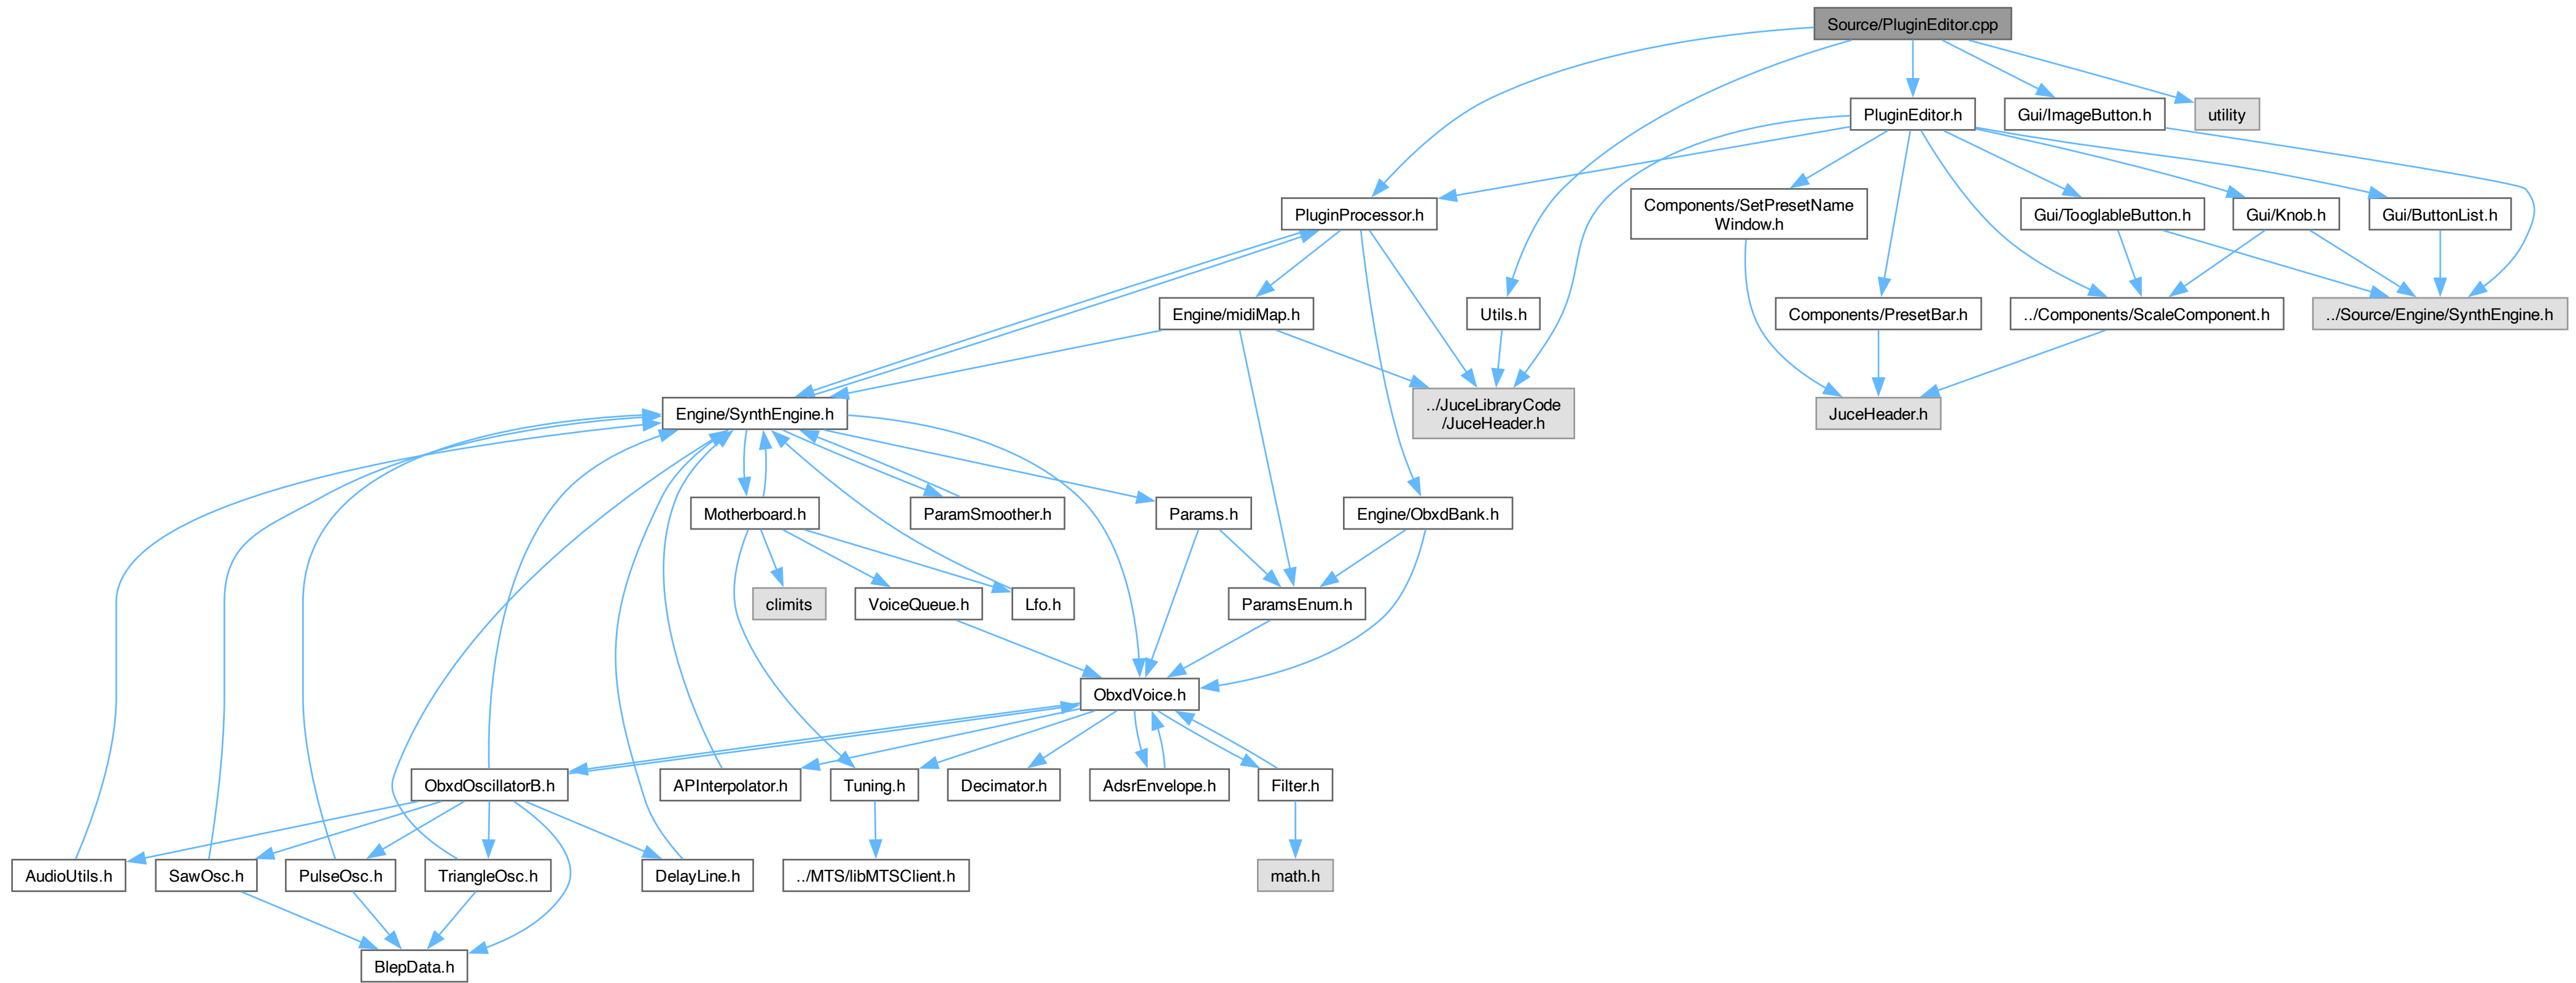 Source/PluginEditor.cpp
PluginEditor.h
Gui/ImageButton.h
utility
PluginProcessor.h
Components/SetPresetName
Window.h
Gui/TooglableButton.h
Gui/Knob.h
Gui/ButtonList.h
Engine/midiMap.h
Utils.h
Components/PresetBar.h
../Components/ScaleComponent.h
../Source/Engine/SynthEngine.h
Engine/SynthEngine.h
../JuceLibraryCode
/JuceHeader.h
JuceHeader.h
Motherboard.h
ParamSmoother.h
Params.h
Engine/ObxdBank.h
climits
VoiceQueue.h
Lfo.h
ParamsEnum.h
ObxdVoice.h
ObxdOscillatorB.h
APInterpolator.h
Tuning.h
Decimator.h
AdsrEnvelope.h
Filter.h
AudioUtils.h
SawOsc.h
PulseOsc.h
TriangleOsc.h
DelayLine.h
../MTS/libMTSClient.h
math.h
BlepData.h